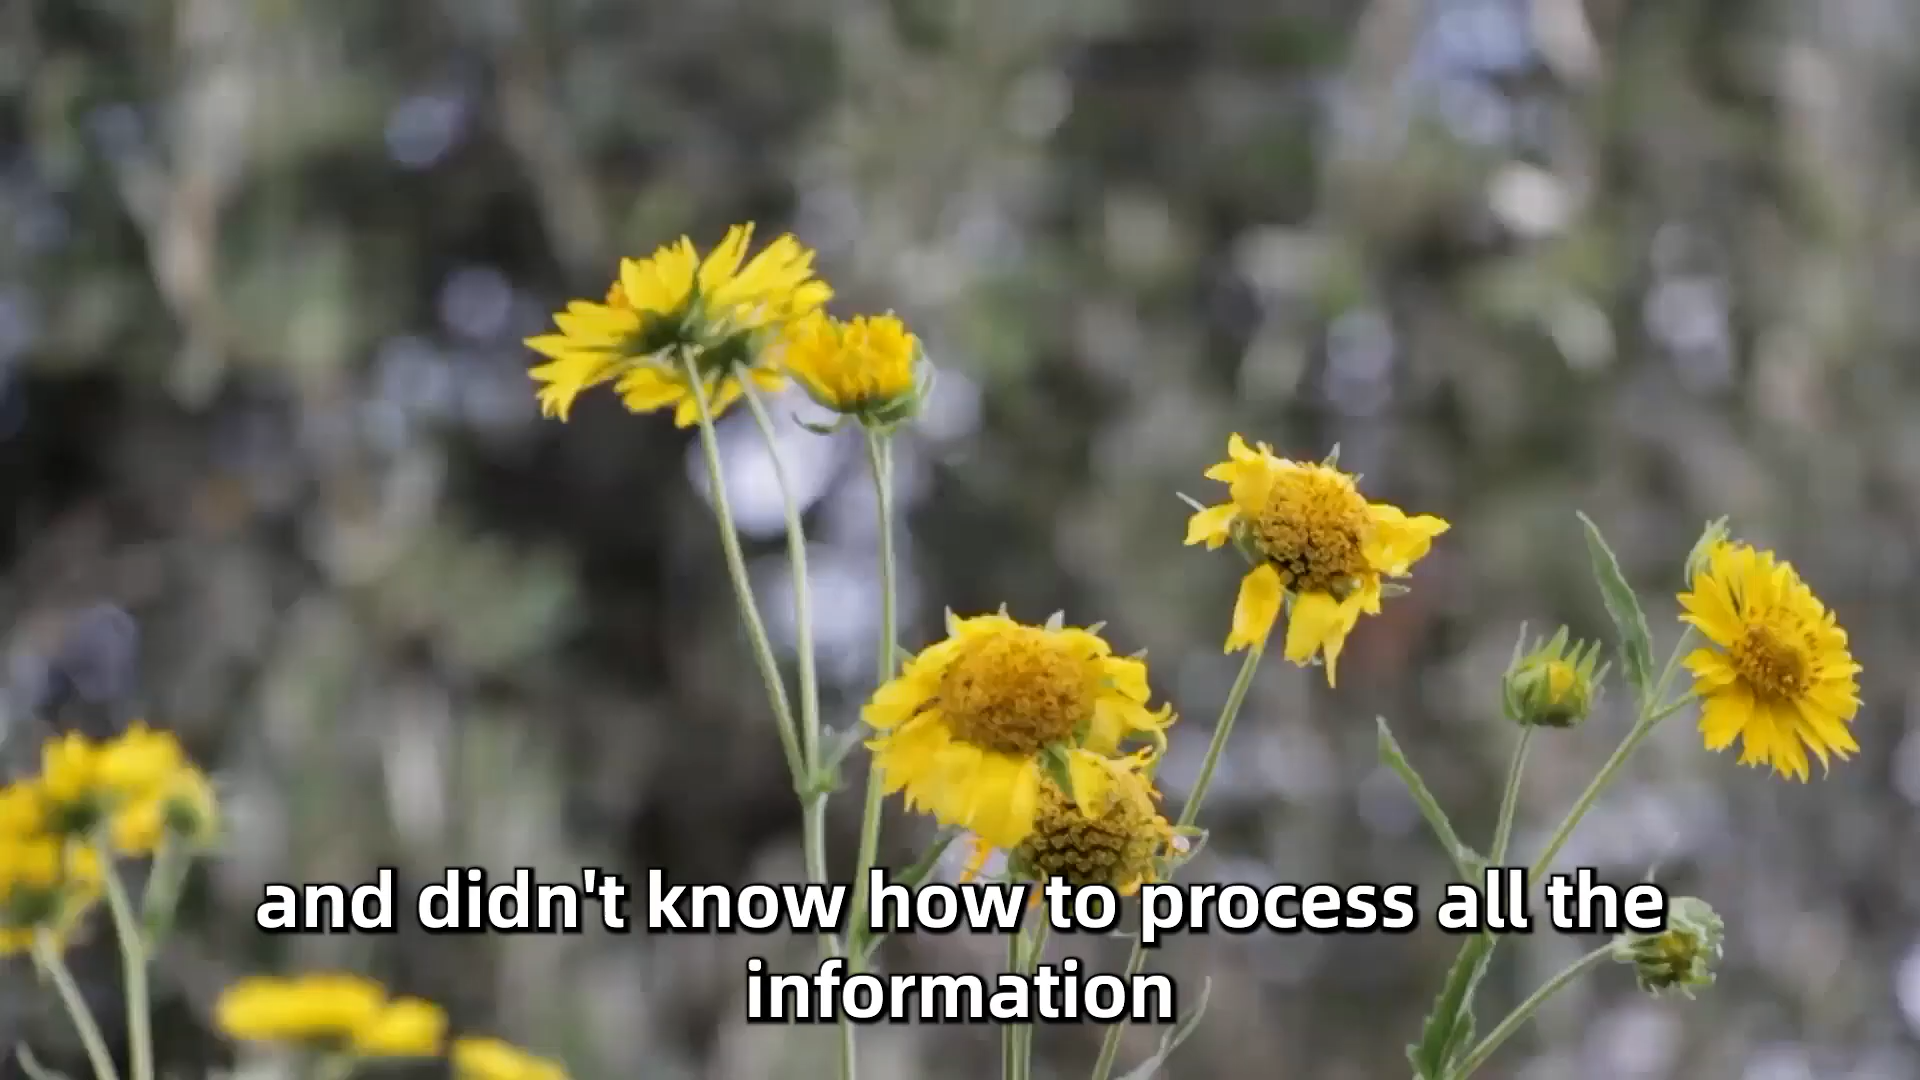 and didn't know how to process all the
information